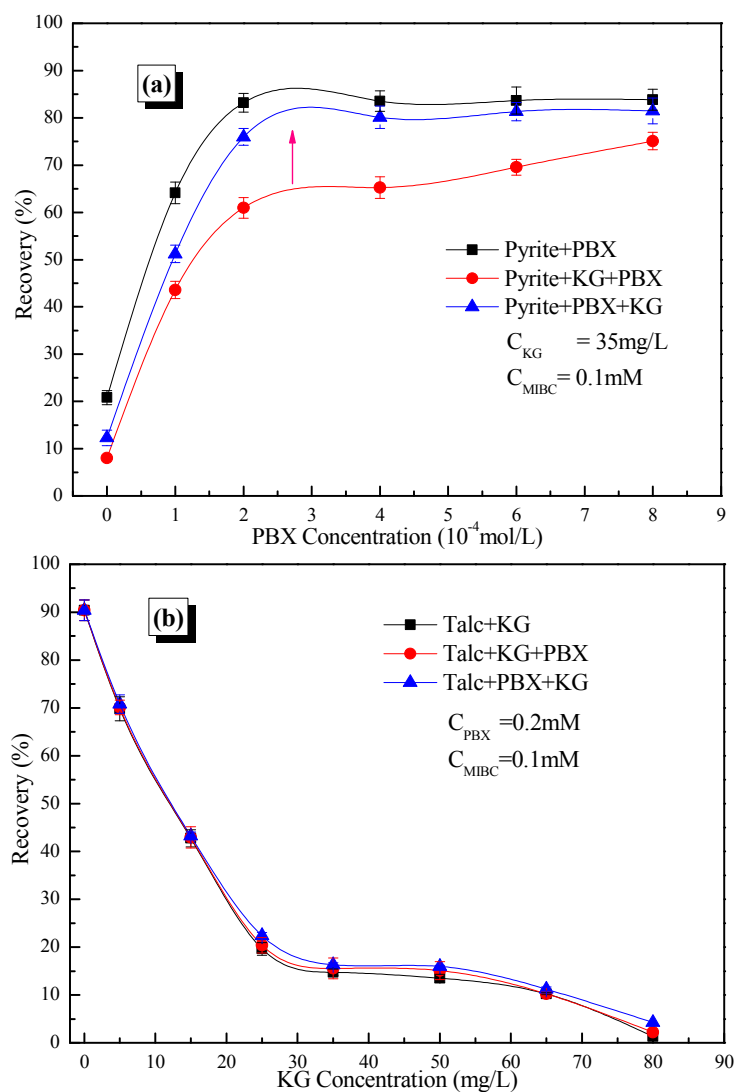 100
90
80
70
60
50
40
30
20
10
0
Recovery (%)
(a)
Pyrite+PBX
Pyrite+KG+PBX
Pyrite+PBX+KG
C_KG = 35mg/L
C_MIBC = 0.1mM
0 1 2 3 4 5 6 7 8 9
PBX Concentration (10^-4 mol/L)
100
90
80
70
60
50
40
30
20
10
0
Recovery (%)
(b)
Talc+KG
Talc+KG+PBX
Talc+PBX+KG
C_PBX =0.2mM
C_MIBC =0.1mM
0 10 20 30 40 50 60 70 80 90
KG Concentration (mg/L)